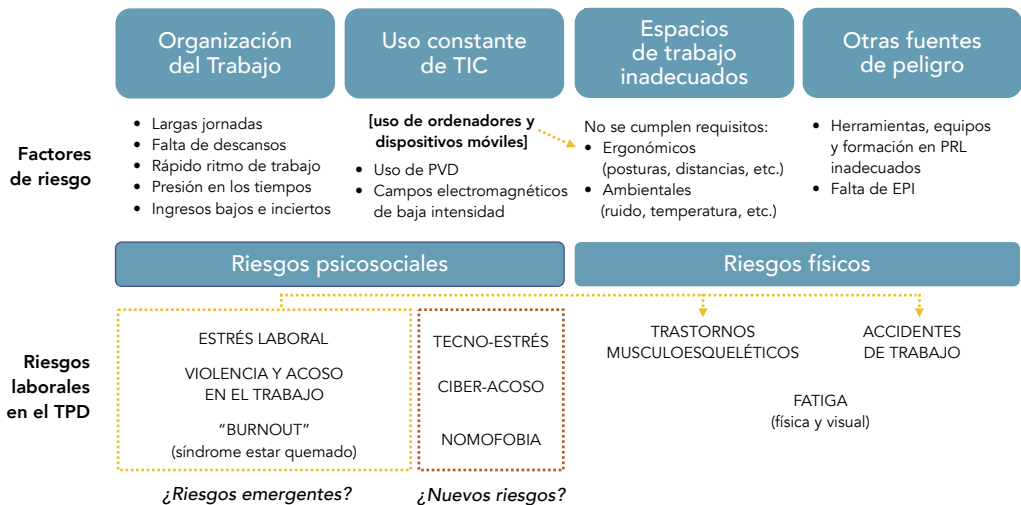 Organización
del Trabajo
Uso constante
de TIC
Espacios
de trabajo
inadecuados
Otras fuentes
de peligro
Factores
de riesgo
• Largas jornadas
• Falta de descansos
• Rápido ritmo de trabajo
• Presión en los tiempos
• Ingresos bajos e inciertos
[uso de ordenadores y
dispositivos móviles]
• Uso de PVD
• Campos electromagnéticos
de baja intensidad
No se cumplen requisitos:
• Ergonómicos
(posturas, distancias, etc.)
• Ambientales
(ruido, temperatura, etc.)
• Herramientas, equipos
y formación en PRL
inadecuados
• Falta de EPI
Riesgos psicosociales
Riesgos físicos
Riesgos
laborales
en el TPD
ESTRÉS LABORAL
VIOLENCIA Y ACOSO
EN EL TRABAJO
“BURNOUT”
(síndrome estar quemado)
TECNO-ESTRÉS
CIBER-ACOSO
NOMOFOBIA
TRASTORNOS
MUSCULOESQUELÉTICOS
ACCIDENTES
DE TRABAJO
FATIGA
(física y visual)
¿Riesgos emergentes?
¿Nuevos riesgos?